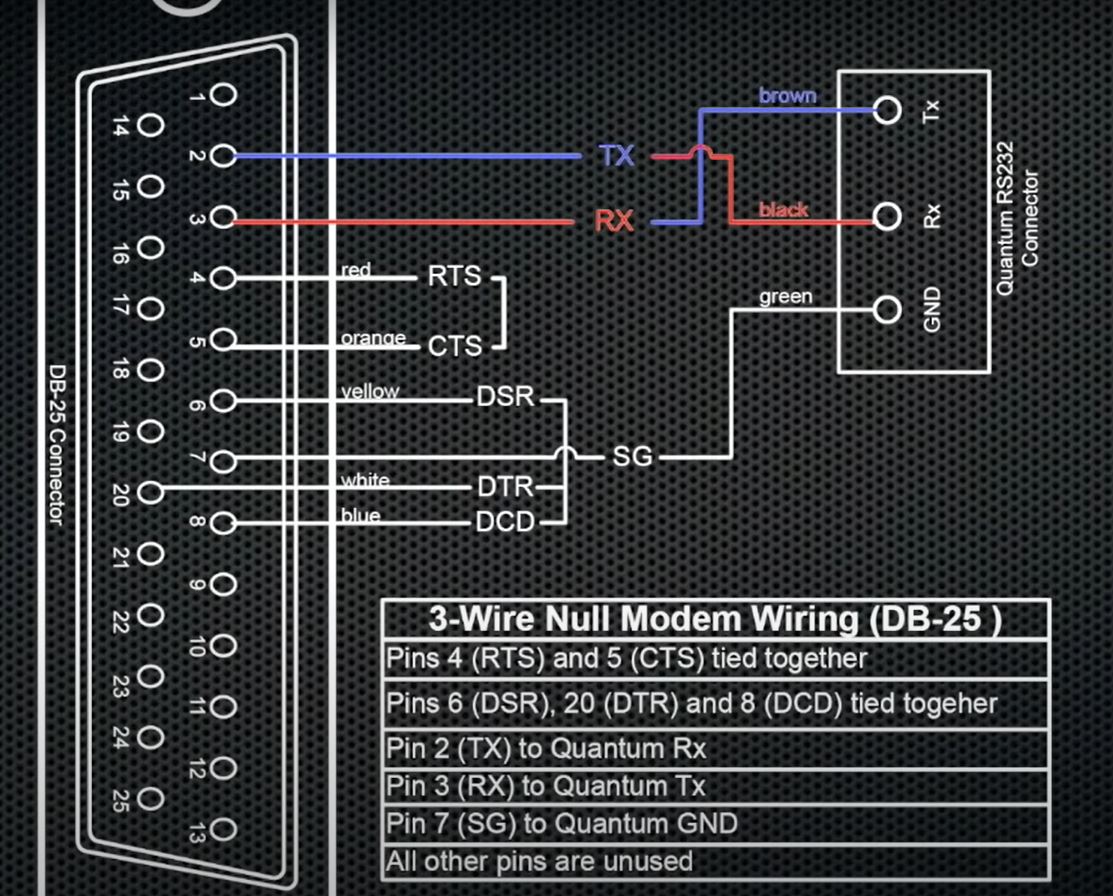 DB-25 Connector
1
14
2
15
3
16
4
17
5
18
6
19
7
20
8
21
9
22
10
23
11
24
12
25
13
TX
RX
red
RTS
orange
CTS
yellow
DSR
SG
white
DTR
blue
DCD
brown
black
green
Tx
Rx
GND
Quantum RS232
Connector
3-Wire Null Modem Wiring (DB-25 )
Pins 4 (RTS) and 5 (CTS) tied together
Pins 6 (DSR), 20 (DTR) and 8 (DCD) tied togeher
Pin 2 (TX) to Quantum Rx
Pin 3 (RX) to Quantum Tx
Pin 7 (SG) to Quantum GND
All other pins are unused